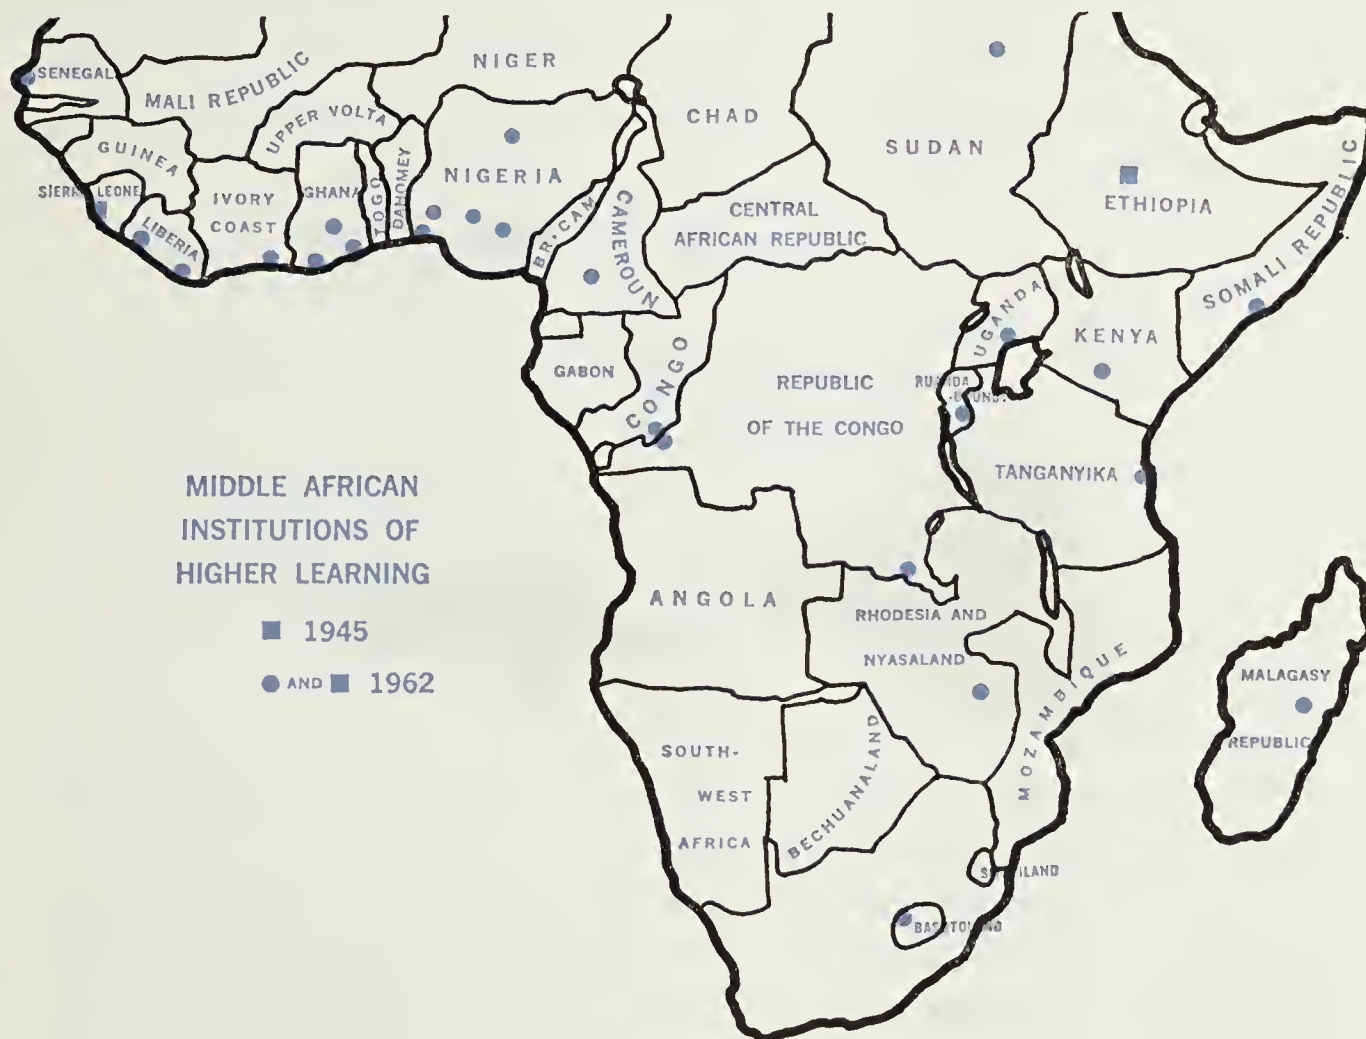 SENEGAL
MALI REPUBLIC
NIGER
UPPER VOLTA
CHAD
SUDAN
GUINEA
NIGERIA
DAHOMEY
TOGO
GHANA
IVORY
COAST
LEONE
LIBERIA
BR. CAM
CAMEROUN
CENTRAL
AFRICAN REPUBLIC
ETHIOPIA
SOMALI REPUBLIC
UGANDA
KENYA
GABON
CONGO
REPUBLIC
OF THE CONGO
TANGANYIKA
MIDDLE AFRICAN
INSTITUTIONS OF
HIGHER LEARNING
■ 1945
● AND ■ 1962
ANGOLA
RHODESIA AND
NYASALAND
MOZAMBIQUE
MALAGASY
REPUBLIC
SOUTH-
WEST
AFRICA
BECHUANALAND